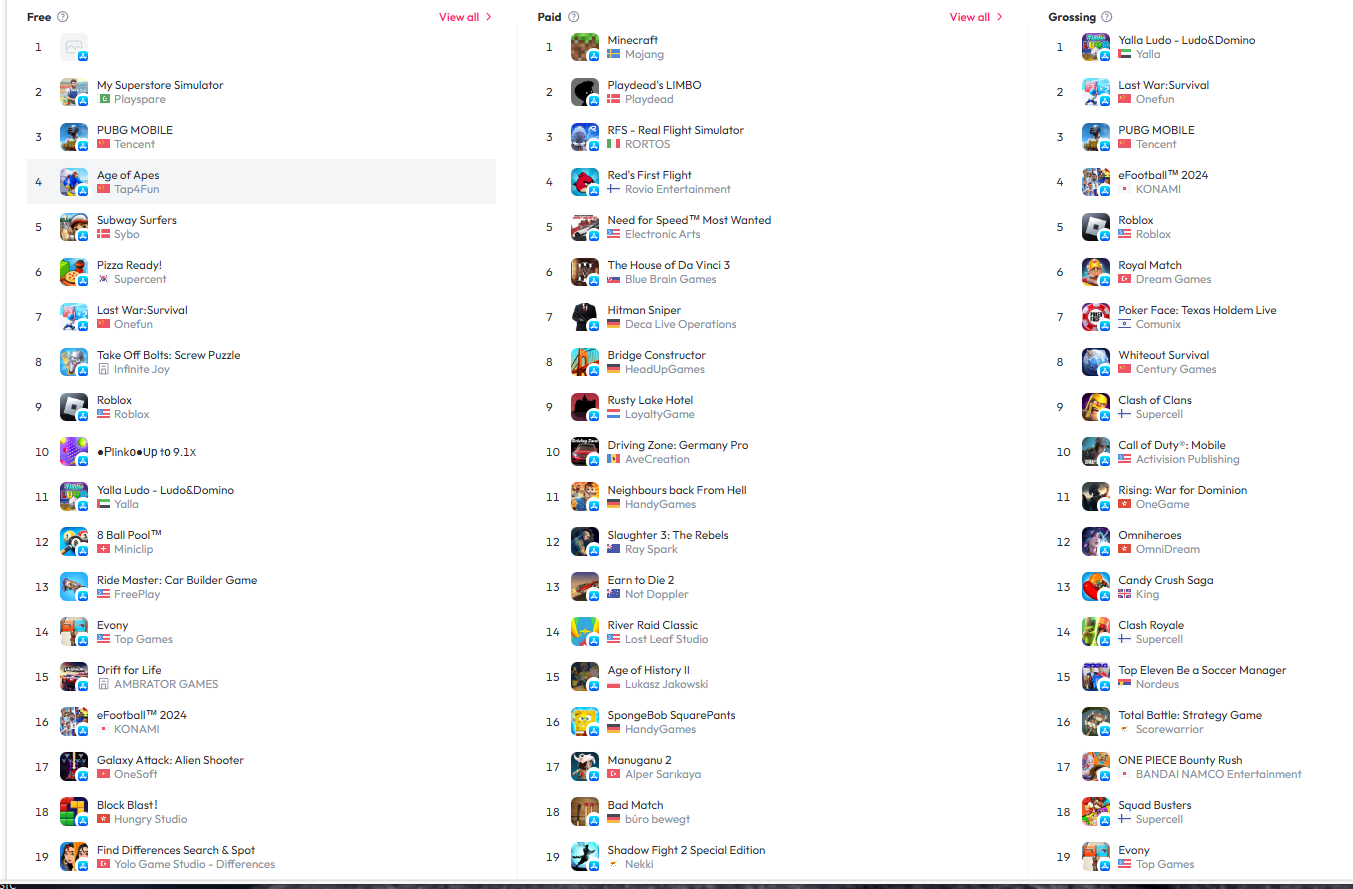 Free
View all
1
2
My Superstore Simulator
Playspare
3
PUBG MOBILE
Tencent
4
Age of Apes
Tap4Fun
5
Subway Surfers
Sybo
6
Pizza Ready!
Supercent
7
Last War:Survival
Onefun
8
Take Off Bolts: Screw Puzzle
Infinite Joy
9
Roblox
Roblox
10
●Plinko●Up to 9.1x
11
Yalla Ludo - Ludo&Domino
Yalla
12
8 Ball Pool™
Miniclip
13
Ride Master: Car Builder Game
FreePlay
14
Evony
Top Games
15
Drift for Life
AMBRATOR GAMES
16
eFootball™ 2024
KONAMI
17
Galaxy Attack: Alien Shooter
OneSoft
18
Block Blast!
Hungry Studio
19
Find Differences Search & Spot
Yolo Game Studio - Differences
Paid
View all
1
Minecraft
Mojang
2
Playdead's LIMBO
Playdead
3
RFS - Real Flight Simulator
RORTOS
4
Red's First Flight
Rovio Entertainment
5
Need for Speed™ Most Wanted
Electronic Arts
6
The House of Da Vinci 3
Blue Brain Games
7
Hitman Sniper
Deca Live Operations
8
Bridge Constructor
HeadUpGames
9
Rusty Lake Hotel
LoyaltyGame
10
Driving Zone: Germany Pro
AveCreation
11
Neighbours back From Hell
HandyGames
12
Slaughter 3: The Rebels
Ray Spark
13
Earn to Die 2
Not Doppler
14
River Raid Classic
Lost Leaf Studio
15
Age of History II
Lukasz Jakowski
16
SpongeBob SquarePants
HandyGames
17
Manuganu 2
Alper Sarıkaya
18
Bad Match
büro bewegt
19
Shadow Fight 2 Special Edition
Nekki
Grossing
1
Yalla Ludo - Ludo&Domino
Yalla
2
Last War:Survival
Onefun
3
PUBG MOBILE
Tencent
4
eFootball™ 2024
KONAMI
5
Roblox
Roblox
6
Royal Match
Dream Games
7
Poker Face: Texas Holdem Live
Comunix
8
Whiteout Survival
Century Games
9
Clash of Clans
Supercell
10
Call of Duty®: Mobile
Activision Publishing
11
Rising: War for Dominion
OneGame
12
Omniheroes
OmniDream
13
Candy Crush Saga
King
14
Clash Royale
Supercell
15
Top Eleven Be a Soccer Manager
Nordeus
16
Total Battle: Strategy Game
Scorewarrior
17
ONE PIECE Bounty Rush
BANDAI NAMCO Entertainment
18
Squad Busters
Supercell
19
Evony
Top Games